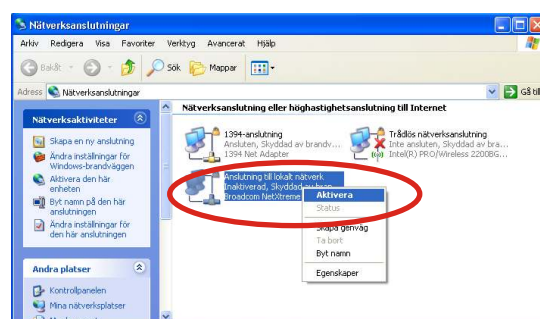 Nätverksanslutningar
Arkiv Redigera Visa Favoriter Verktyg Avancerat Hjälp
Bakåt Sök Mappar
Adress Nätverksanslutningar Gå til
Nätverksaktiviteter
Skapa en ny anslutning
Ändra inställningar för
Windows-brandväggen
Aktivera den här
enheten
Byt namn på den här
anslutningen
Ändra inställningar för
den här anslutningen
Andra platser
Kontrollpanelen
Mina nätverksplatser
Nätverksanslutning eller höghastighetsanslutning till Internet
1394-anslutning
Ansluten, Skyddad av brandv...
1394 Net Adapter
Trådlös nätverksanslutning
Inte ansluten, Skyddad av bra...
Intel(R) PRO/Wireless 2200BG...
Anslutning till lokalt nätverk
Inaktiverad, Skyddad av bran
Broadcom NetXtreme
Aktivera
Status
Skapa genväg
Ta bort
Byt namn
Egenskaper